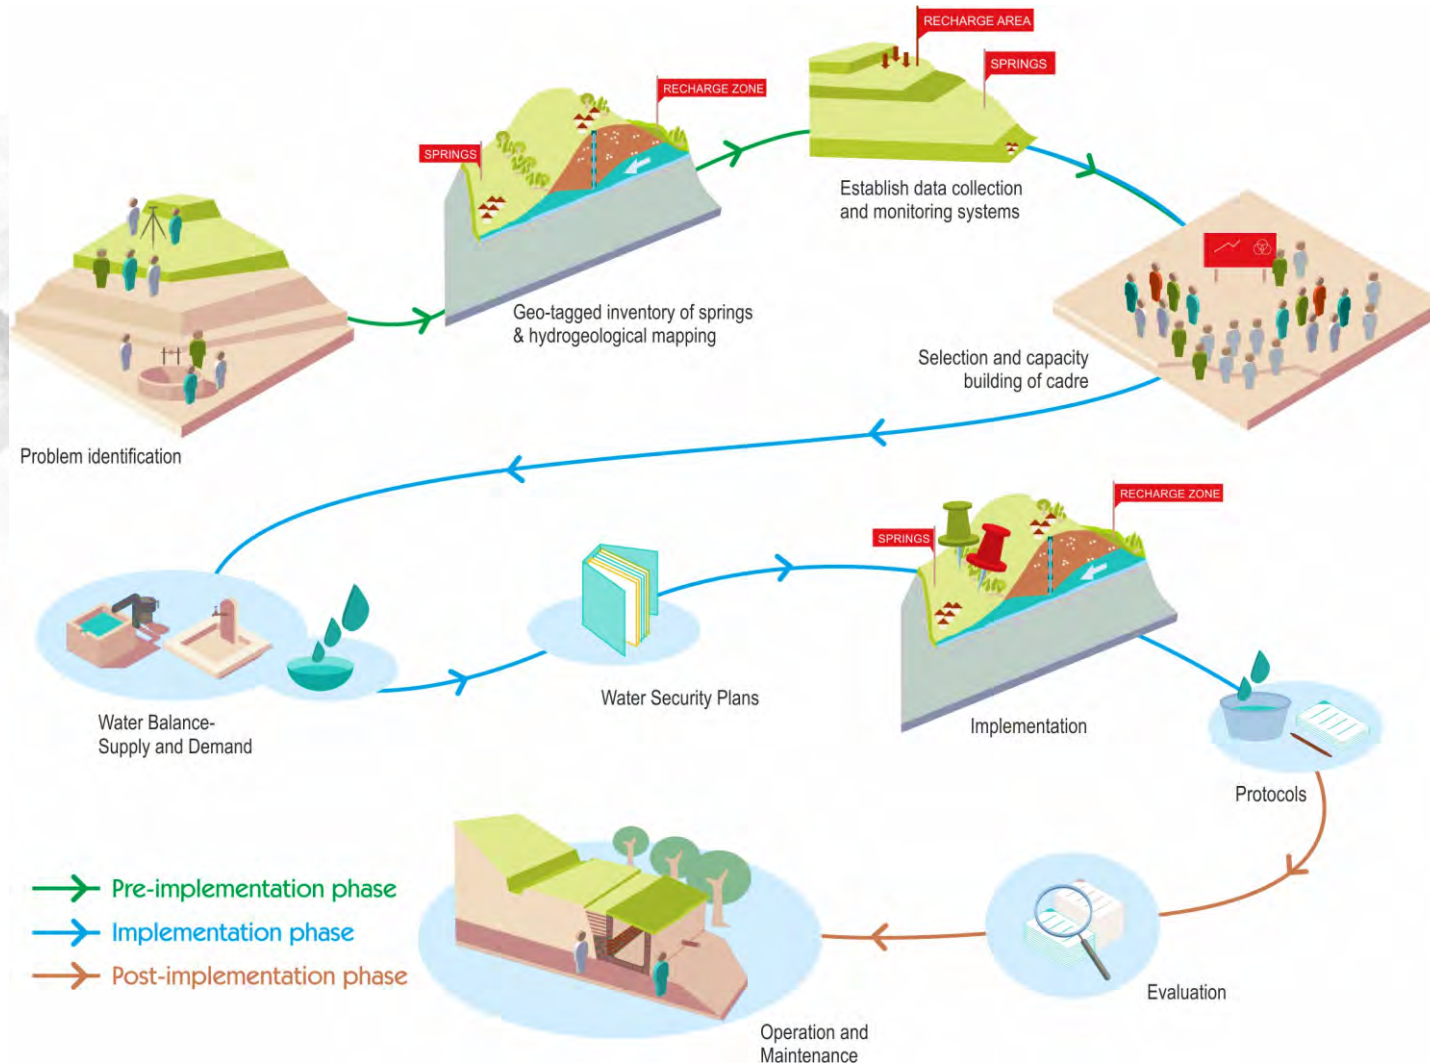 RECHARGE AREA
SPRINGS
RECHARGE ZONE
SPRINGS
Establish data collection
and monitoring systems
Geo-tagged inventory of springs
& hydrogeological mapping
Selection and capacity
building of cadre
Problem identification
RECHARGE ZONE
SPRINGS
Water Balance-
Supply and Demand
Water Security Plans
Implementation
Protocols
Pre-implementation phase
Implementation phase
Post-implementation phase
Evaluation
Operation and
Maintenance